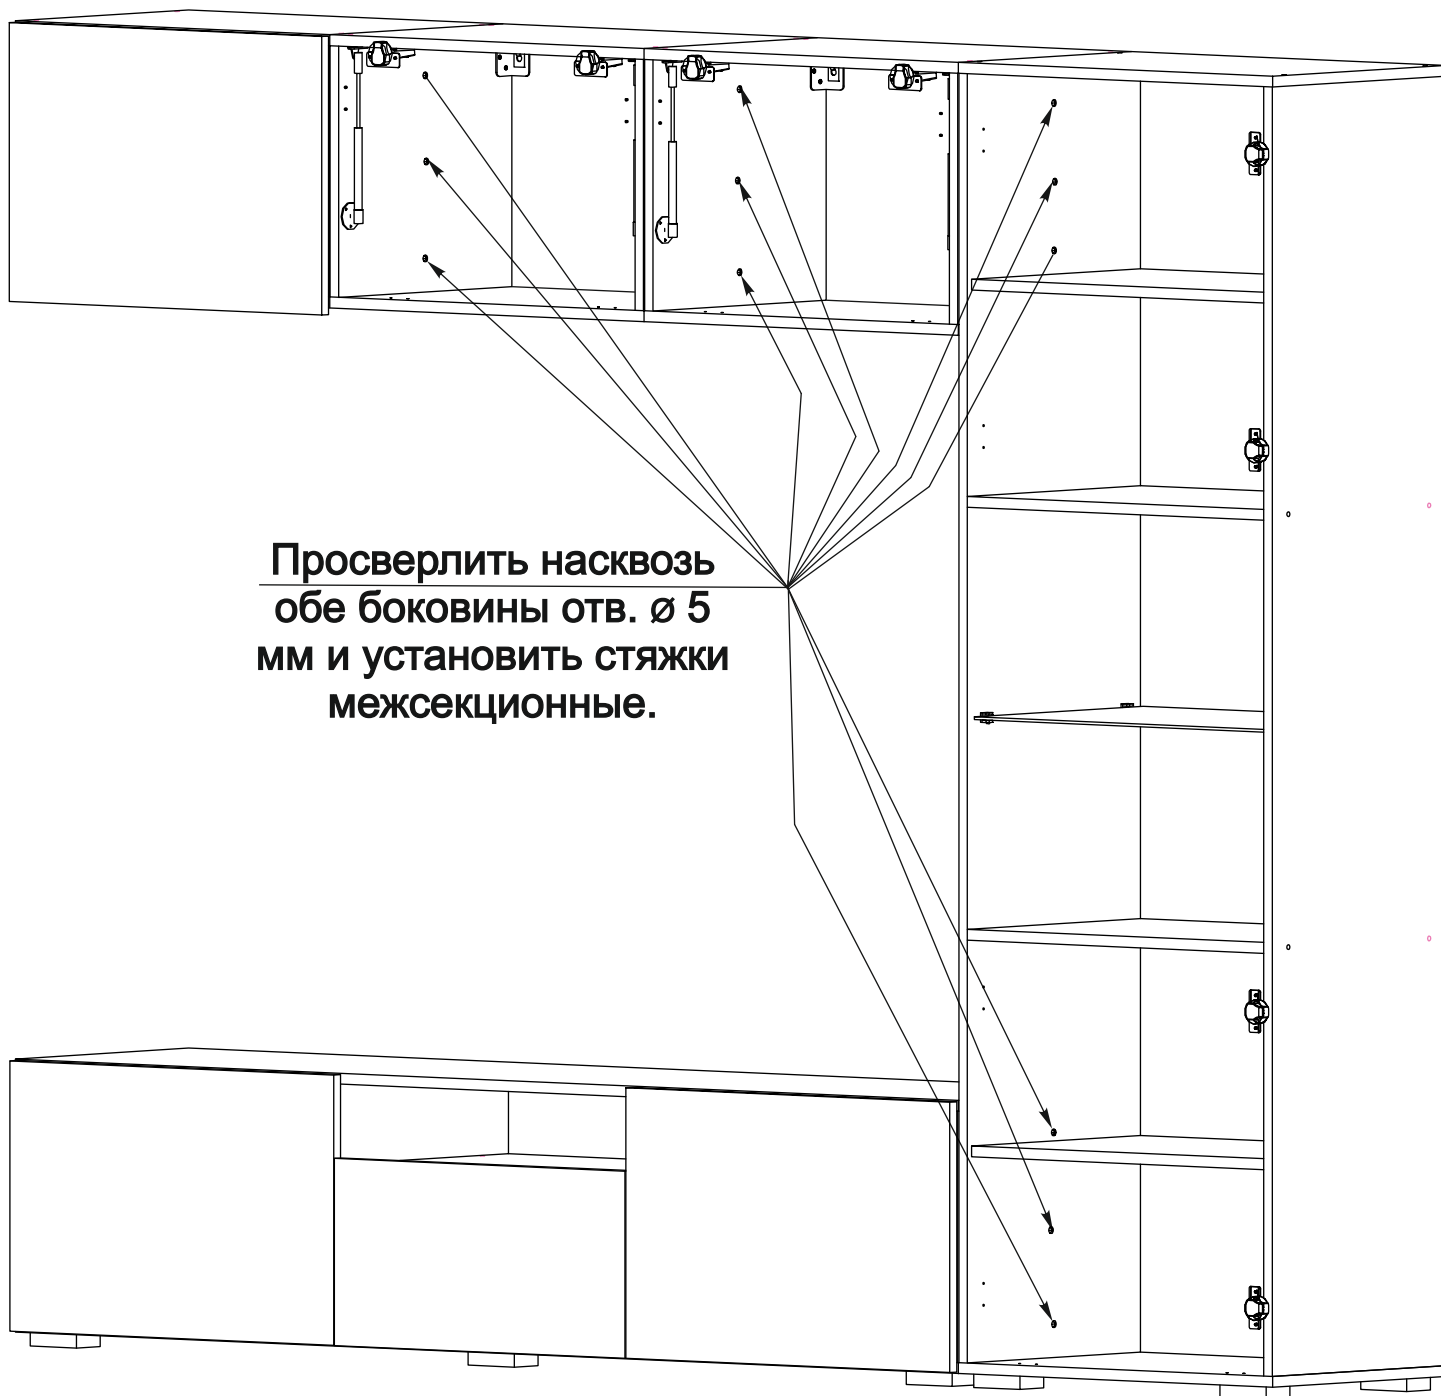 Просверлить насквозь
обе боковины отв. ⌀ 5
мм и установить стяжки
межсекционные.